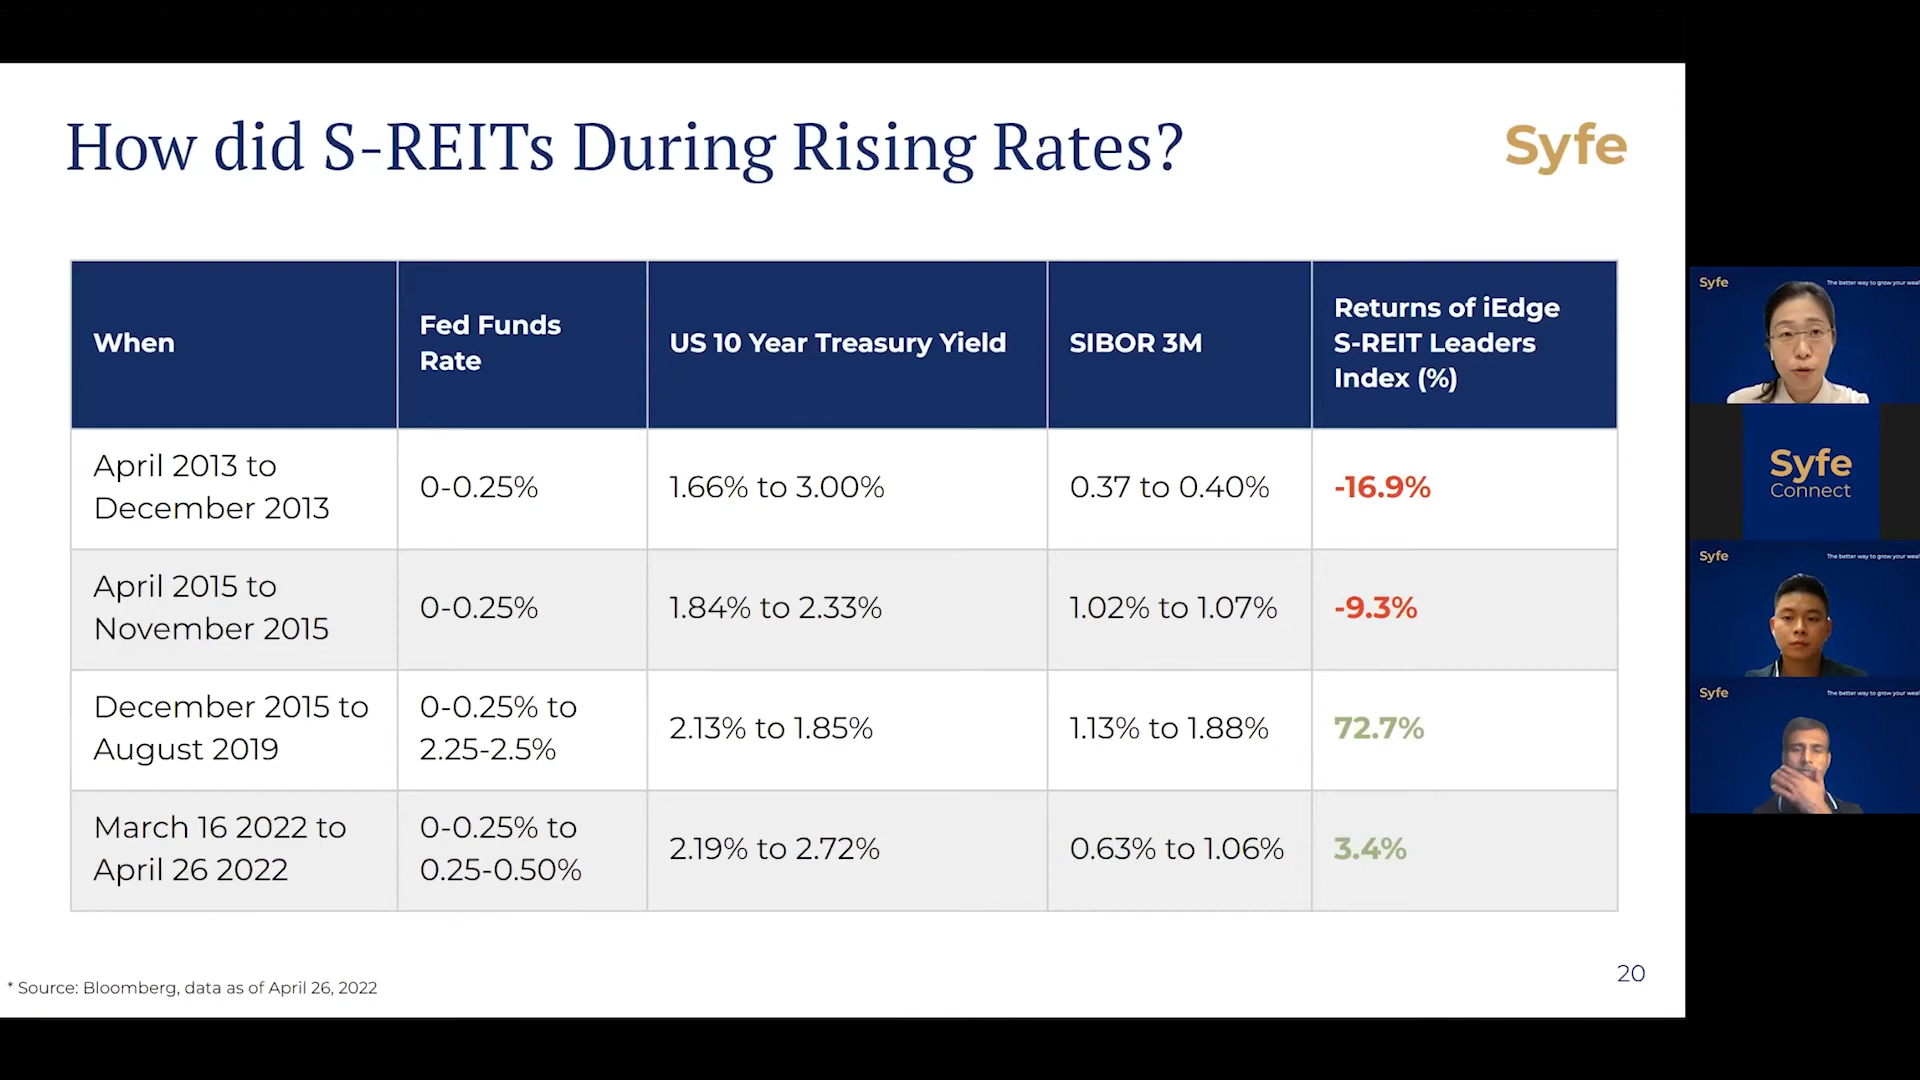 How did S-REITs During Rising Rates?
Syfe
When
Fed Funds
Rate
US 10 Year Treasury Yield
SIBOR 3M
Returns of iEdge
S-REIT Leaders
Index (%)
April 2013 to
December 2013
0-0.25%
1.66% to 3.00%
0.37 to 0.40%
-16.9%
April 2015 to
November 2015
0-0.25%
1.84% to 2.33%
1.02% to 1.07%
-9.3%
December 2015 to
August 2019
0-0.25% to
2.25-2.5%
2.13% to 1.85%
1.13% to 1.88%
72.7%
March 16 2022 to
April 26 2022
0-0.25% to
0.25-0.50%
2.19% to 2.72%
0.63% to 1.06%
3.4%
* Source: Bloomberg, data as of April 26, 2022
20
Syfe
The better way to grow your weal
Syfe
Connect
Syfe
The better way to grow your weal
Syfe
The better way to grow your weal